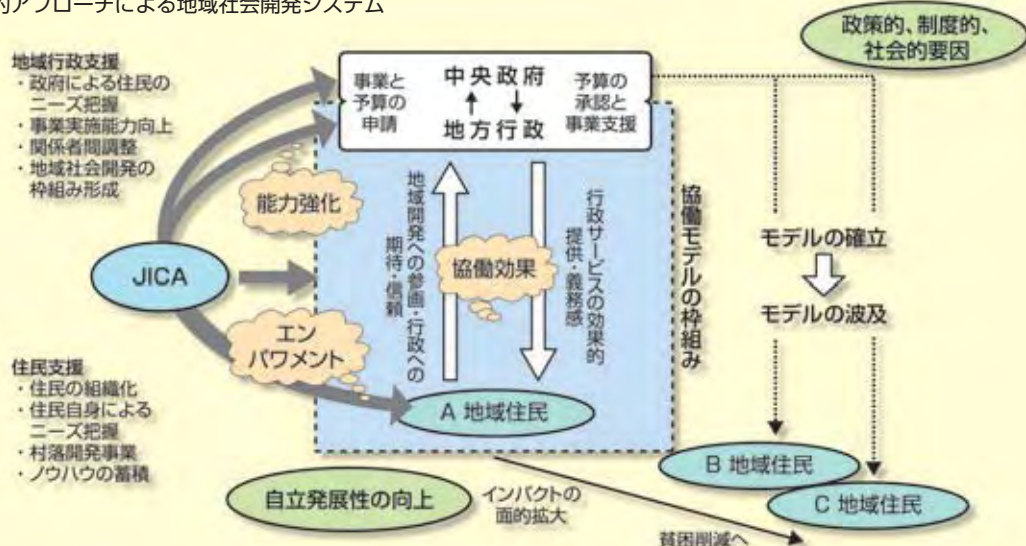 的アプローチによる地域社会開発システム
政策的、制度的、
社会的要因
地域行政支援
・政府による住民の
ニーズ把握
・事業実施能力向上
・関係者間調整
・地域社会開発の
枠組み形成
事業と
予算の
申請
中央政府
地方行政
予算の
承認と
事業支援
能力強化
地域開発への参画・行政への
期待・信頼
協働効果
行政サービスの効果的
提供・義務感
協働モデルの枠組み
モデルの確立
モデルの波及
JICA
エン
パワメント
住民支援
・住民の組織化
・住民自身による
ニーズ把握
・村落開発事業
・ノウハウの蓄積
A 地域住民
B 地域住民
C 地域住民
自立発展性の向上
インパクトの
面的拡大
貧困削減へ